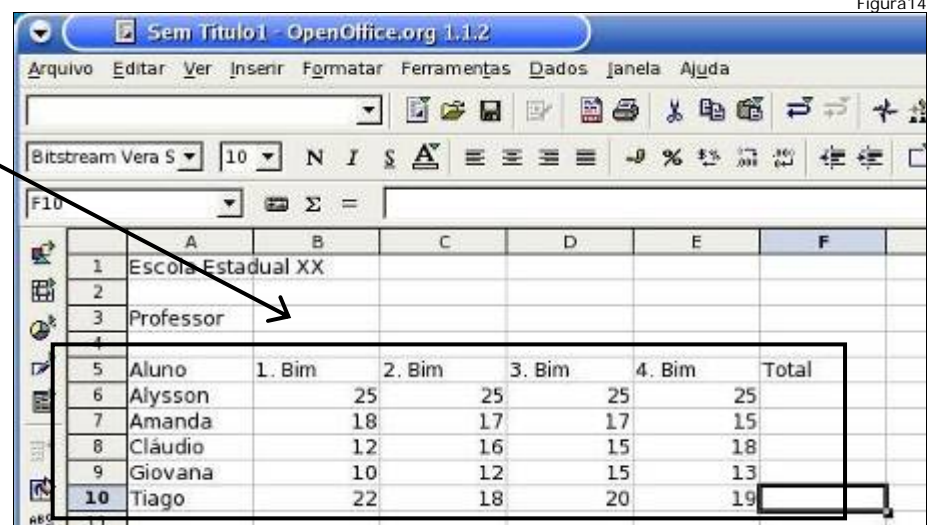 Figura14
Sem Título1 - OpenOffice.org 1.1.2
Arquivo Editar Ver Inserir Formatar Ferramentas Dados Janela Ajuda
Bitstream Vera S 10 N I S A
F10 Σ =
A B C D E F
1 Escola Estadual XX
2
3 Professor
4
5 Aluno 1. Bim 2. Bim 3. Bim 4. Bim Total
6 Alysson 25 25 25 25
7 Amanda 18 17 17 15
8 Cláudio 12 16 15 18
9 Giovana 10 12 15 13
10 Tiago 22 18 20 19
ABC